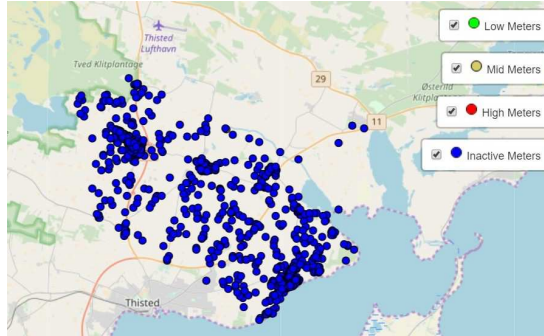 Thisted
Lufthavn
Tved Klitplantage
29
Østerild
Klitpl
11
Thisted
Low Meters
Mid Meters
High Meters
Inactive Meters